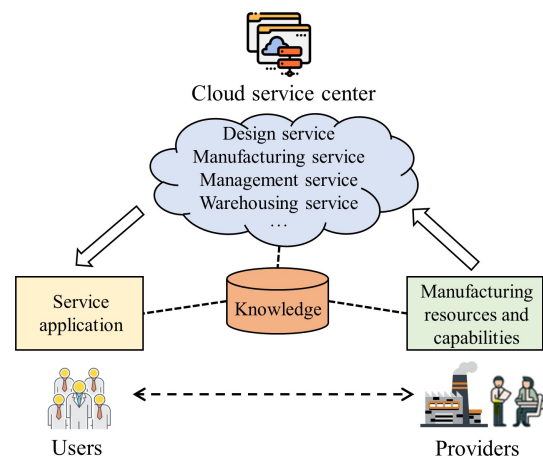 Cloud service center
Design service
Manufacturing service
Management service
Warehousing service
…
Service
application
Knowledge
Manufacturing
resources and
capabilities
Users
Providers